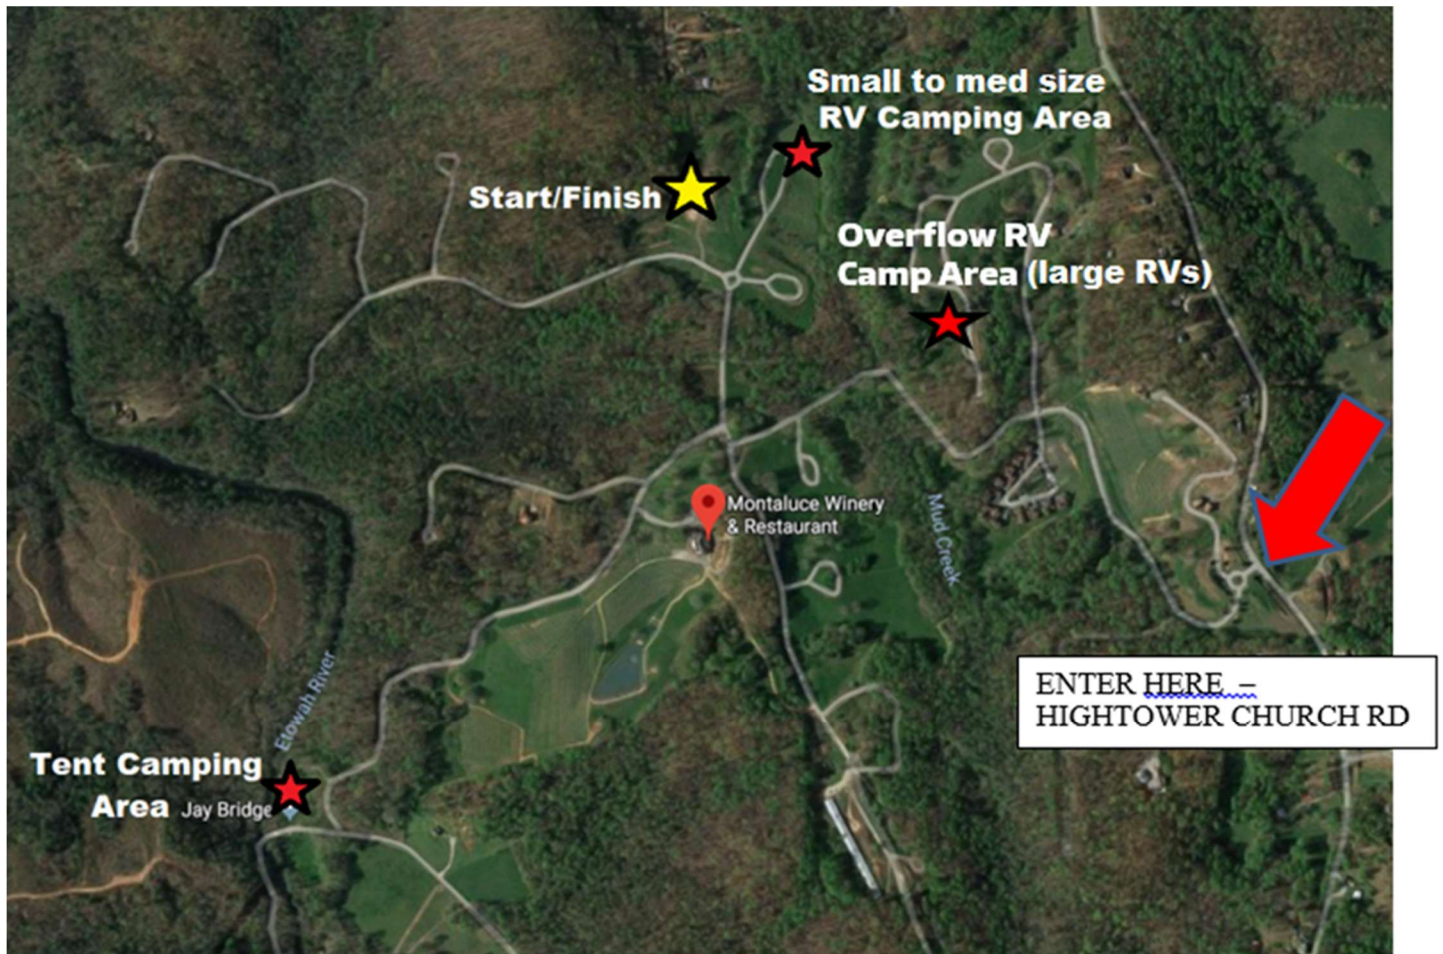 Small to med size
RV Camping Area
Start/Finish
Overflow RV
Camp Area (large RVs)
Montaluce Winery
& Restaurant
Mud Creek
ENTER HERE –
HIGHTOWER CHURCH RD
Etowah River
Tent Camping
Area
Jay Bridge